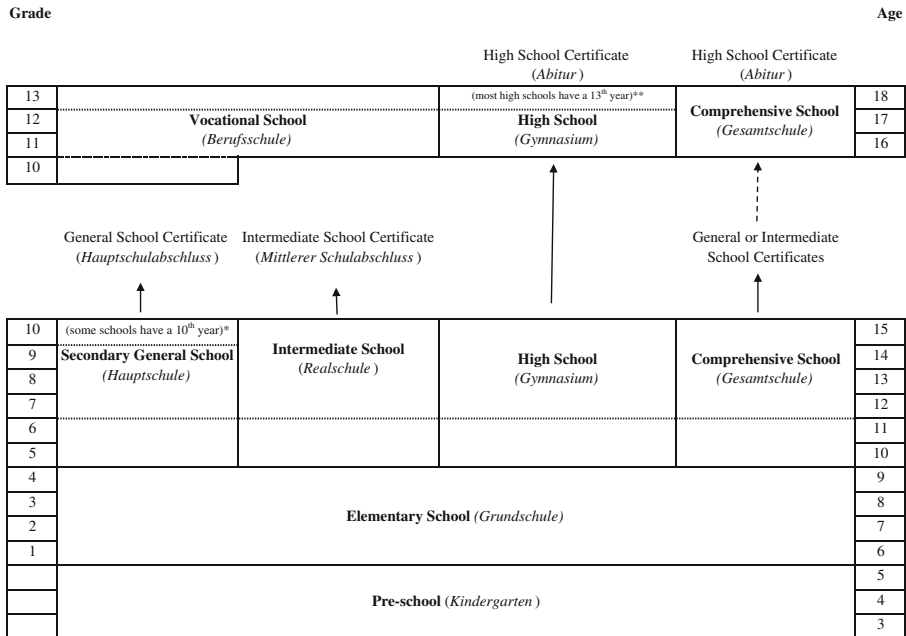 Grade Age
High School Certificate High School Certificate
(Abitur ) (Abitur )
13 (most high schools have a 13th year)** 18
12 Vocational School High School Comprehensive School 17
11 (Berufsschule) (Gymnasium) (Gesamtschule) 16
10
General School Certificate Intermediate School Certificate General or Intermediate
(Hauptschulabschluss ) (Mittlerer Schulabschluss ) School Certificates
10 (some schools have a 10th year)* 15
9 Secondary General School Intermediate School High School Comprehensive School 14
8 (Hauptschule) (Realschule ) (Gymnasium) (Gesamtschule) 13
7 12
6 11
5 10
4 9
3 8
Elementary School (Grundschule)
2 7
1 6
5
Pre-school (Kindergarten ) 4
3